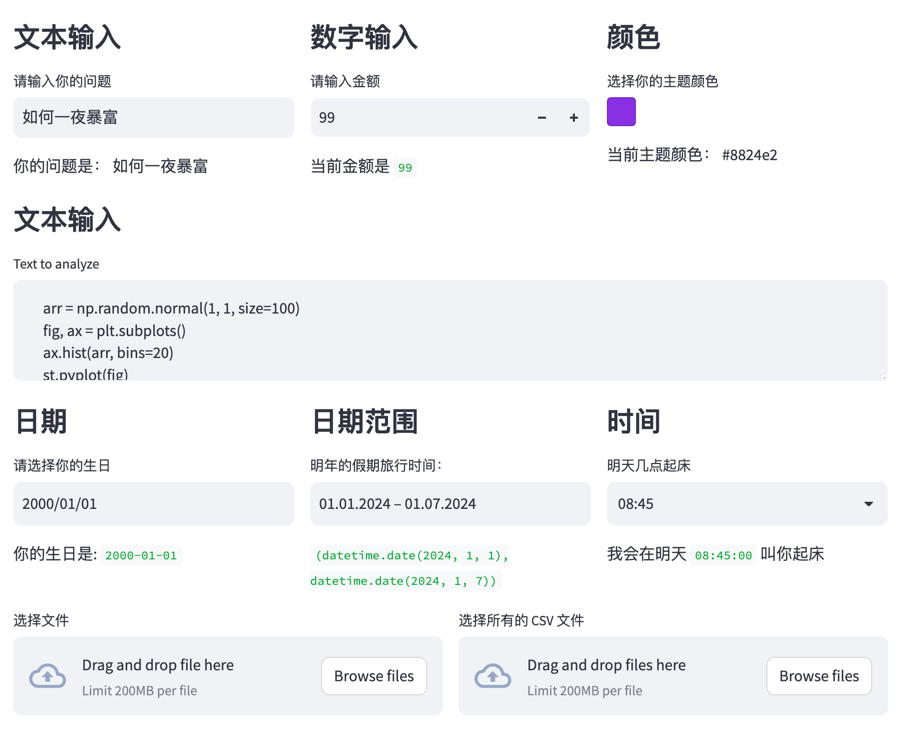 文本输入
数字输入
颜色
请输入你的问题
请输入金额
选择你的主题颜色
如何一夜暴富
99
−
+
你的问题是： 如何一夜暴富
当前金额是 99
当前主题颜色： #8824e2
文本输入
Text to analyze
arr = np.random.normal(1, 1, size=100)
fig, ax = plt.subplots()
ax.hist(arr, bins=20)
st.pyplot(fig)
日期
日期范围
时间
请选择你的生日
明年的假期旅行时间：
明天几点起床
2000/01/01
01.01.2024 – 01.07.2024
08:45
你的生日是: 2000-01-01
(datetime.date(2024, 1, 1),
datetime.date(2024, 1, 7))
我会在明天 08:45:00 叫你起床
选择文件
选择所有的 CSV 文件
Drag and drop file here
Limit 200MB per file
Browse files
Drag and drop files here
Limit 200MB per file
Browse files